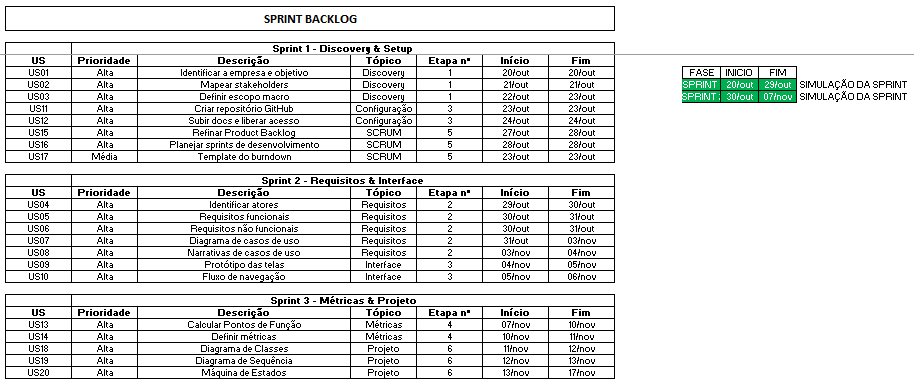 SPRINT BACKLOG
Sprint 1 - Discovery & Setup
US Prioridade Descrição Tópico Etapa nº Início Fim
US01 Alta Identificar a empresa e objetivo Discovery 1 20/out 20/out
US02 Alta Mapear stakeholders Discovery 1 21/out 21/out
US03 Alta Definir escopo macro Discovery 1 22/out 23/out
US11 Alta Criar repositório GitHub Configuração 3 23/out 23/out
US12 Alta Subir docs e liberar acesso Configuração 3 24/out 24/out
US15 Alta Refinar Product Backlog SCRUM 5 27/out 28/out
US16 Alta Planejar sprints de desenvolvimento SCRUM 5 28/out 28/out
US17 Média Template do burndown SCRUM 5 23/out 23/out
FASE INICIO FIM
SPRINT 20/out 29/out SIMULAÇÃO DA SPRINT
SPRINT 30/out 07/nov SIMULAÇÃO DA SPRINT
Sprint 2 - Requisitos & Interface
US Prioridade Descrição Tópico Etapa nº Início Fim
US04 Alta Identificar atores Requisitos 2 29/out 30/out
US05 Alta Requisitos funcionais Requisitos 2 30/out 31/out
US06 Alta Requisitos não funcionais Requisitos 2 30/out 31/out
US07 Alta Diagrama de casos de uso Requisitos 2 31/out 03/nov
US08 Alta Narrativas de casos de uso Requisitos 2 03/nov 04/nov
US09 Alta Protótipo das telas Interface 3 04/nov 05/nov
US10 Alta Fluxo de navegação Interface 3 05/nov 06/nov
Sprint 3 - Métricas & Projeto
US Prioridade Descrição Tópico Etapa nº Início Fim
US13 Alta Calcular Pontos de Função Métricas 4 07/nov 10/nov
US14 Alta Definir métricas Métricas 4 10/nov 11/nov
US18 Alta Diagrama de Classes Projeto 6 11/nov 12/nov
US19 Alta Diagrama de Sequência Projeto 6 12/nov 13/nov
US20 Alta Máquina de Estados Projeto 6 13/nov 17/nov